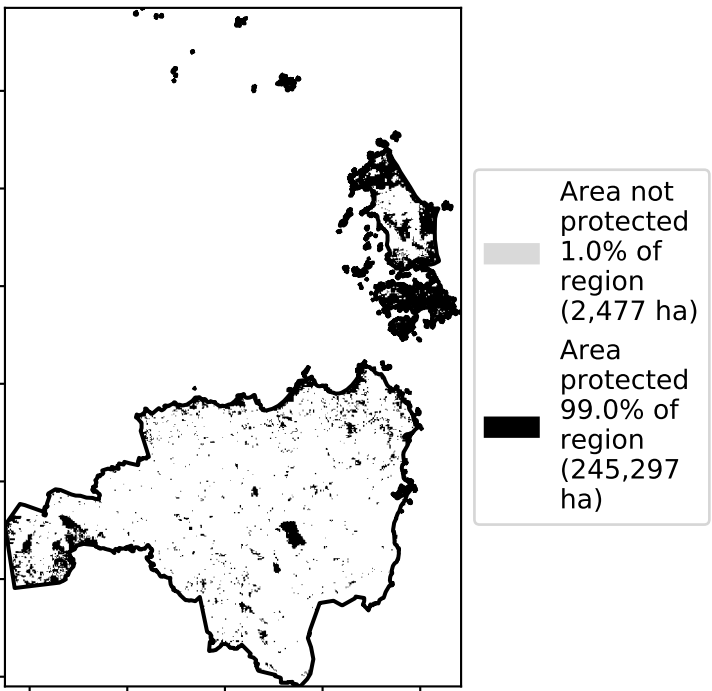 Area not
protected
1.0% of
region
(2,477 ha)
Area
protected
99.0% of
region
(245,297
ha)